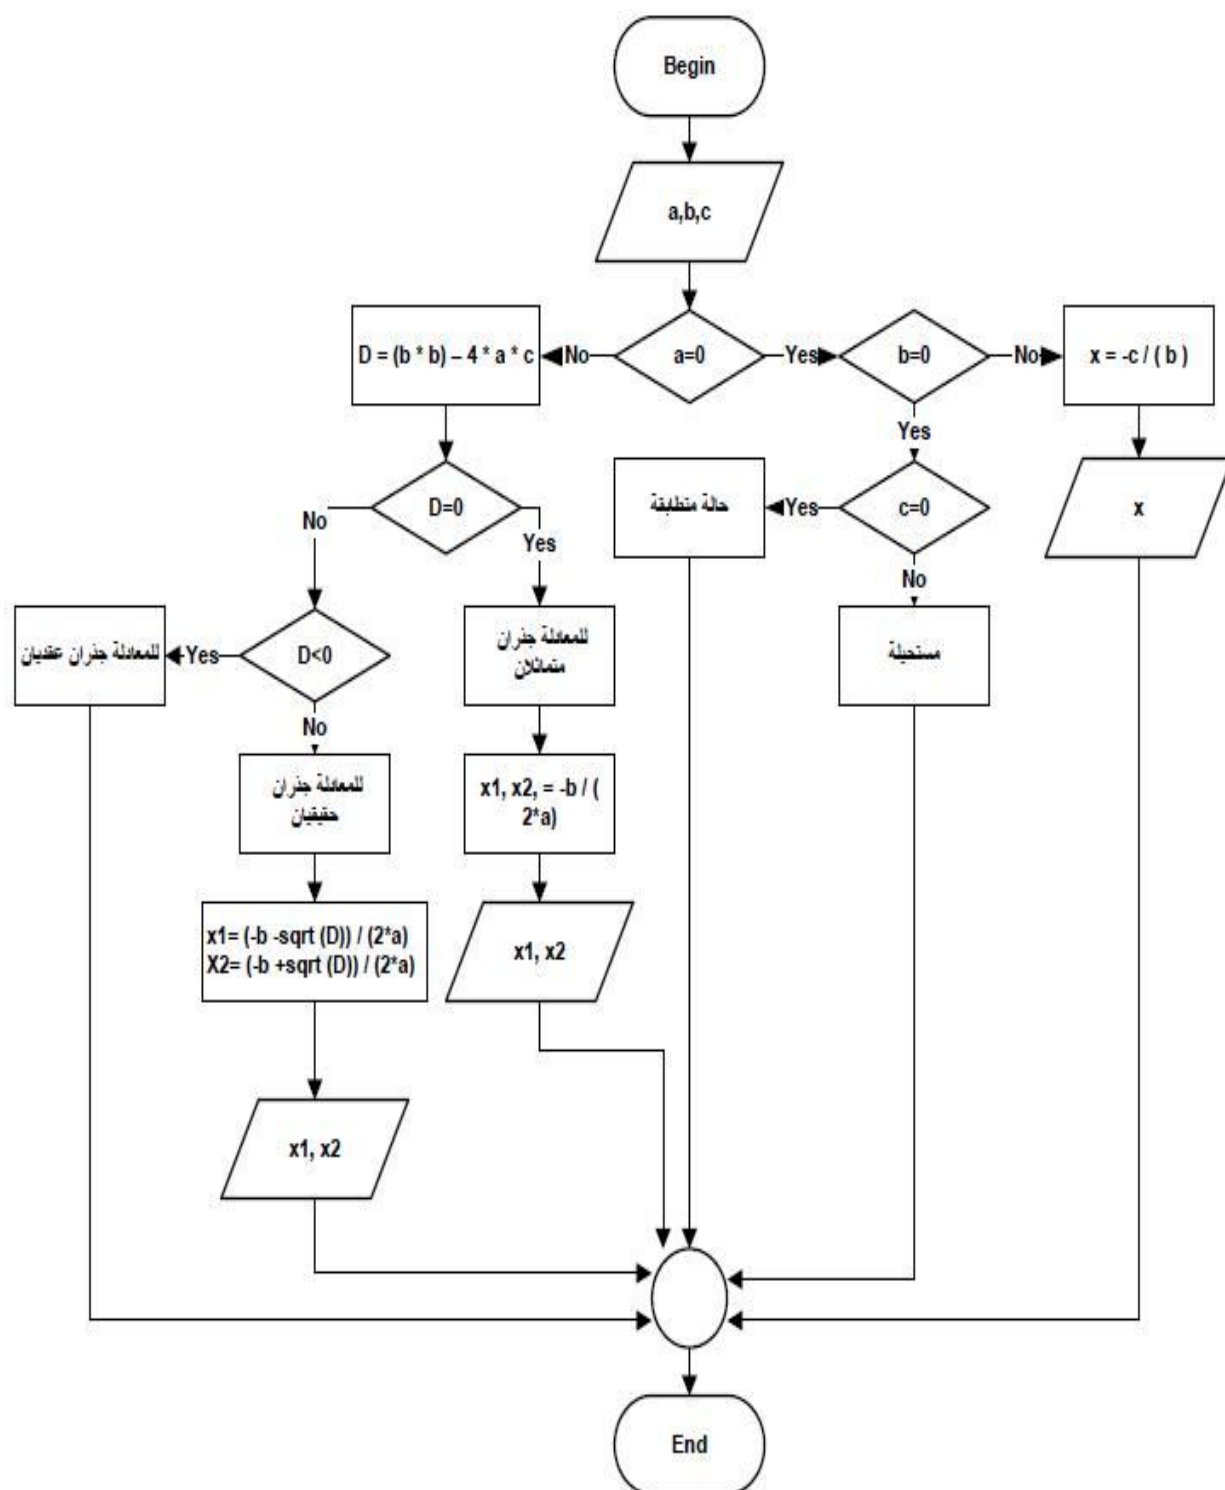 Begin
a,b,c
D = (b * b) – 4 * a * c
No
a=0
Yes
b=0
No
x = -c / ( b )
Yes
D=0
حالة متطابقة
Yes
c=0
x
No
Yes
No
للمعادلة جذران عقديان
Yes
D<0
للمعادلة جذران
متماثلان
مستحيلة
No
للمعادلة جذران
حقيقيان
x1, x2, = -b / (
2*a)
x1= (-b -sqrt (D)) / (2*a)
X2= (-b +sqrt (D)) / (2*a)
x1, x2
x1, x2
End